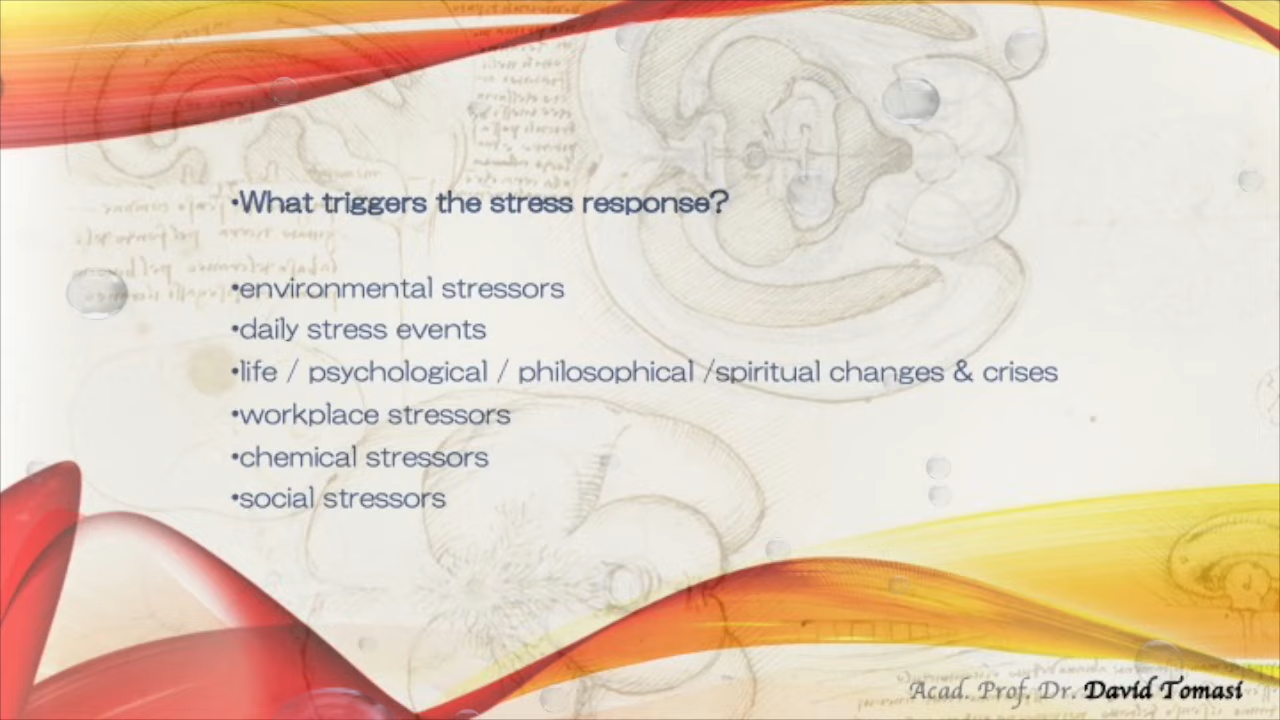 •What triggers the stress response?
•environmental stressors
•daily stress events
•life / psychological / philosophical /spiritual changes & crises
•workplace stressors
•chemical stressors
•social stressors
Acad. Prof. Dr. David Tomasi